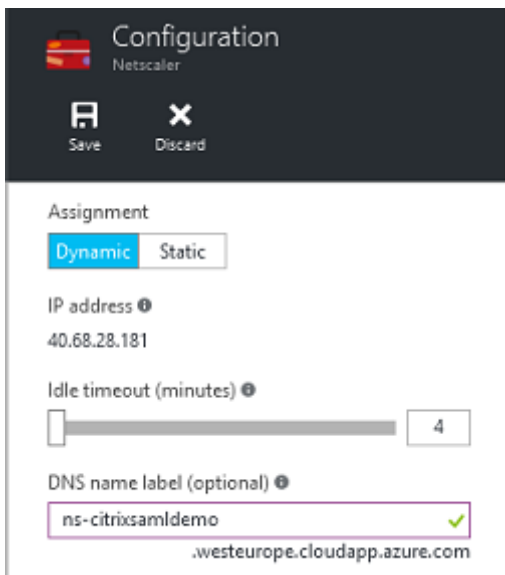 Configuration
Netscaler
Save Discard
Assignment
Dynamic Static
IP address
40.68.28.181
Idle timeout (minutes)
4
DNS name label (optional)
ns-citrixsamldemo
.westeurope.cloudapp.azure.com